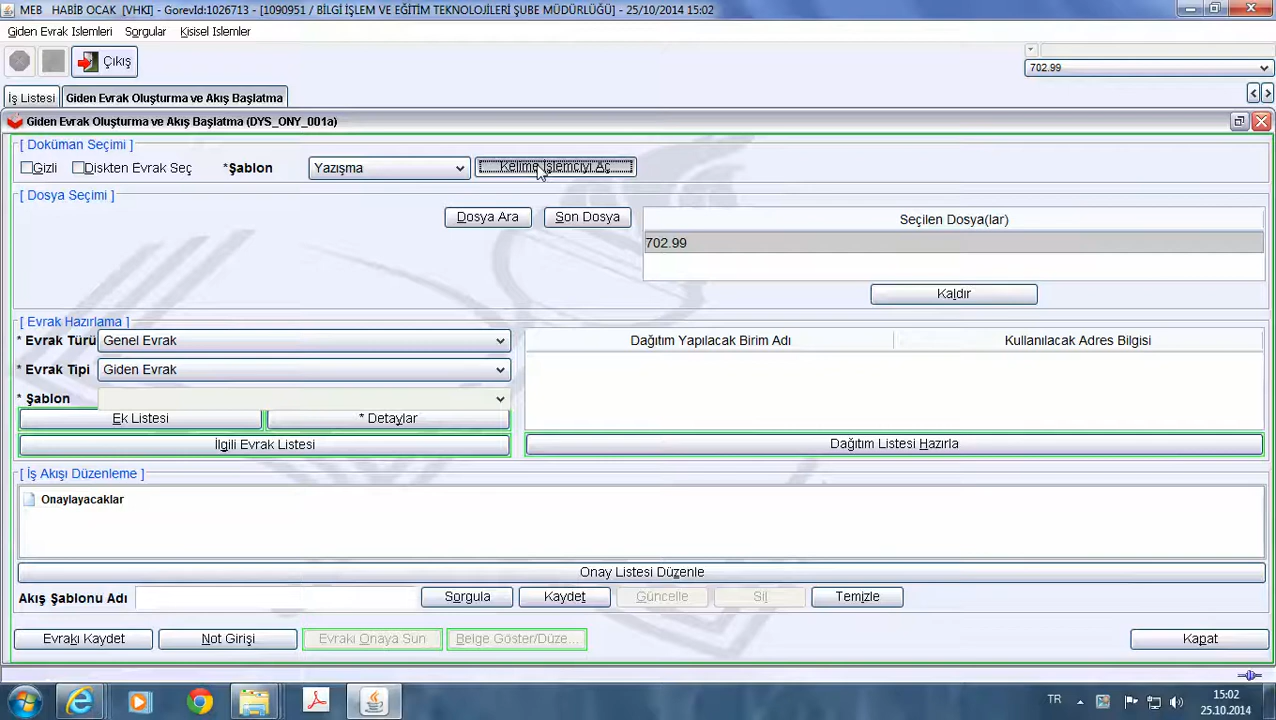 MEB HABİB OCAK [VHKI] - GorevId:1026713 - [1090951 / BİLGİ İŞLEM VE EĞİTİM TEKNOLOJİLERİ ŞUBE MÜDÜRLÜĞÜ] - 25/10/2014 15:02
Giden Evrak Islemleri Sorgular Kisisel Islemler
Çıkış
702.99
İş Listesi Giden Evrak Oluşturma ve Akış Başlatma
Giden Evrak Oluşturma ve Akış Başlatma (DYS_ONY_001a)
[ Doküman Seçimi ]
Gizli Diskten Evrak Seç *Şablon Yazışma Kelime İşlemciyi Aç
[ Dosya Seçimi ]
Dosya Ara Son Dosya Seçilen Dosya(lar)
702.99
Kaldır
[ Evrak Hazırlama ]
* Evrak Türü Genel Evrak Dağıtım Yapılacak Birim Adı Kullanılacak Adres Bilgisi
* Evrak Tipi Giden Evrak
* Şablon
Ek Listesi * Detaylar
İlgili Evrak Listesi Dağıtım Listesi Hazırla
[ İş Akışı Düzenleme ]
Onaylayacaklar
Onay Listesi Düzenle
Akış Şablonu Adı Sorgula Kaydet Güncelle Sil Temizle
Evrakı Kaydet Not Girişi Evrakı Onaya Sun Belge Göster/Düze... Kapat
TR 15:02
25.10.2014